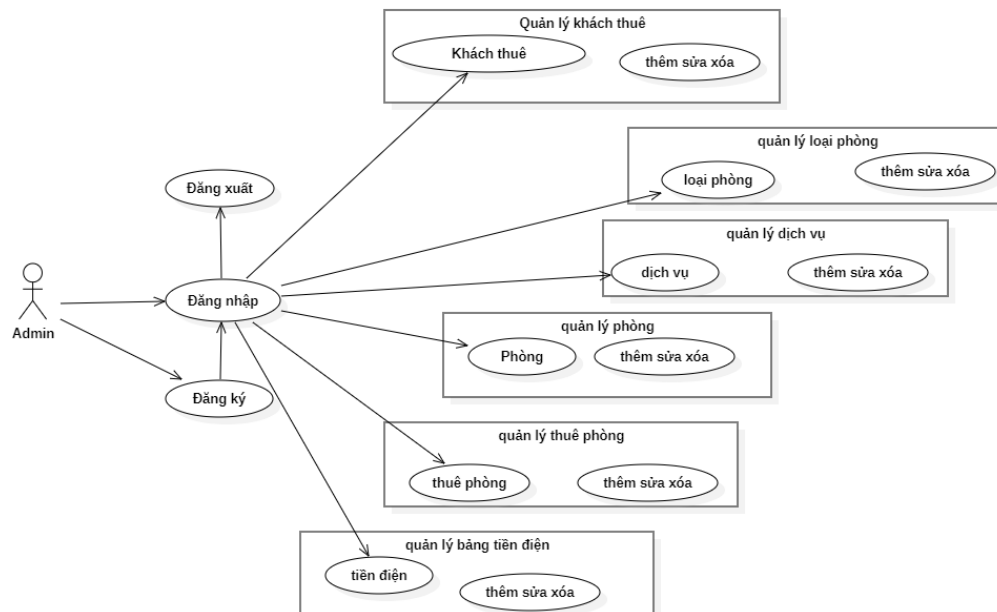 Quản lý khách thuê
Khách thuê
thêm sửa xóa
quản lý loại phòng
loại phòng
thêm sửa xóa
Đăng xuất
quản lý dịch vụ
dịch vụ
thêm sửa xóa
Admin
Đăng nhập
quản lý phòng
Phòng
thêm sửa xóa
Đăng ký
quản lý thuê phòng
thuê phòng
thêm sửa xóa
quản lý bảng tiền điện
tiền điện
thêm sửa xóa